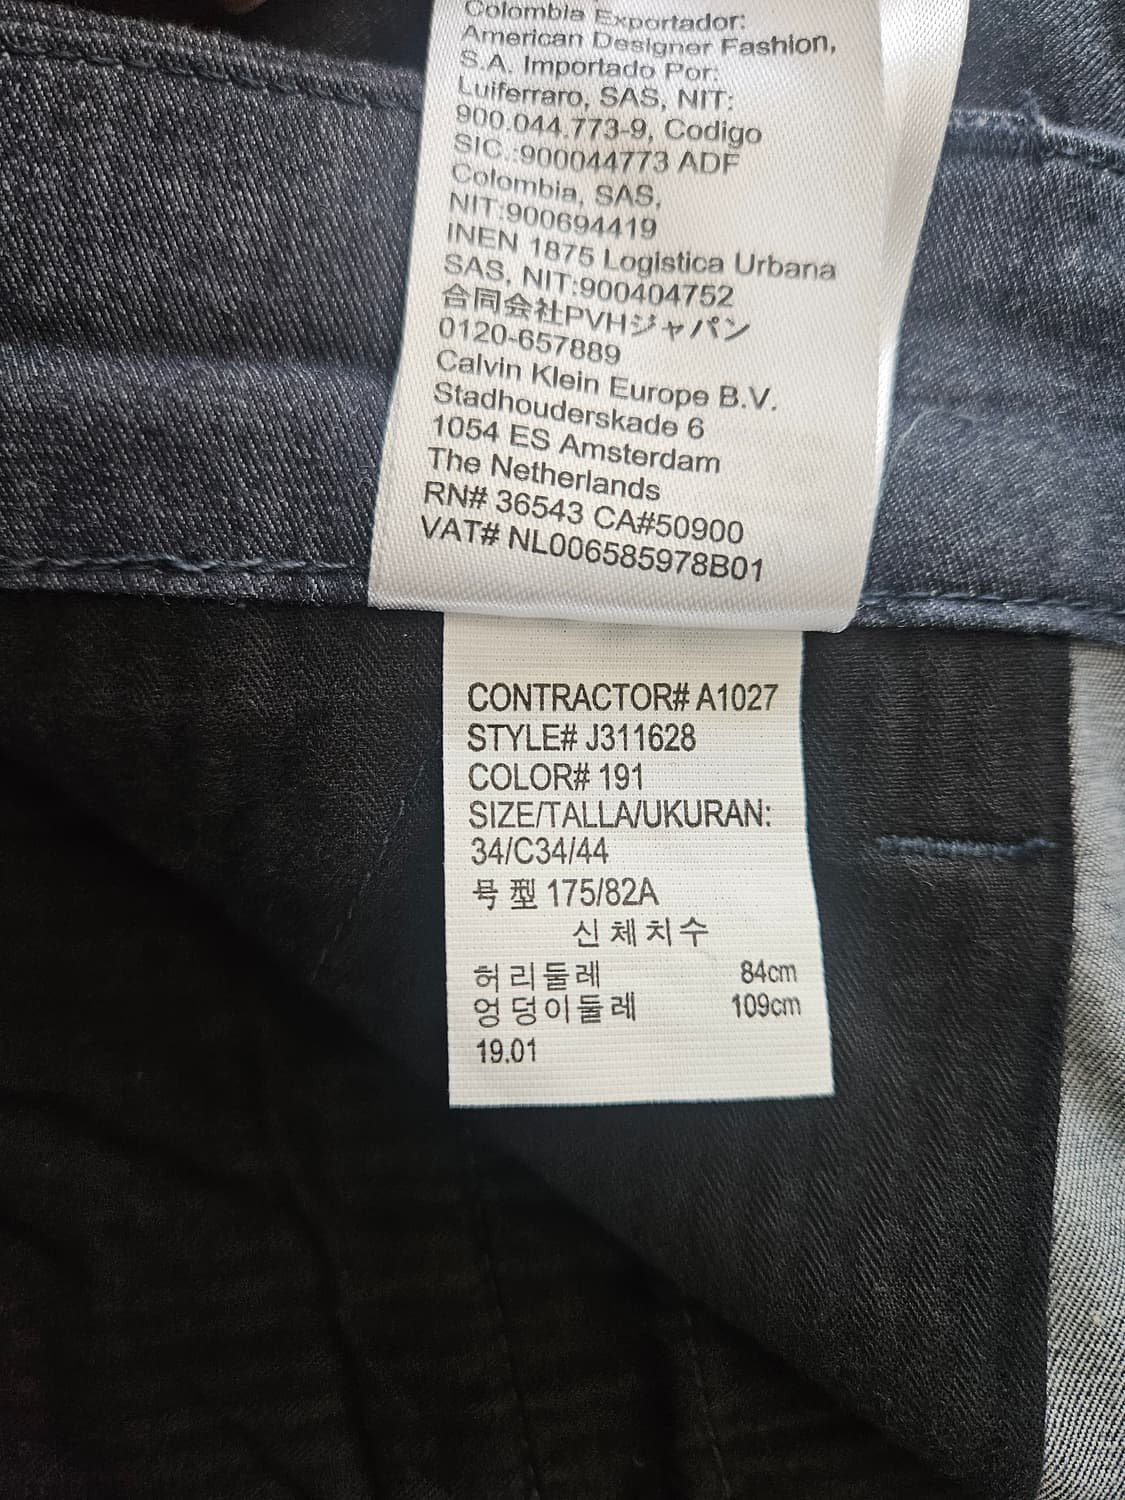 Colombia Exportador:
American Designer Fashion,
S.A. Importado Por:
Luiferraro, SAS, NIT:
900.044.773-9, Codigo
SIC.:900044773 ADF
Colombia, SAS,
NIT:900694419
INEN 1875 Logistica Urbana
SAS, NIT:900404752
合同会社PVHジャパン
0120-657889
Calvin Klein Europe B.V.
Stadhouderskade 6
1054 ES Amsterdam
The Netherlands
RN# 36543 CA#50900
VAT# NL006585978B01
CONTRACTOR# A1027
STYLE# J311628
COLOR# 191
SIZE/TALLA/UKURAN:
34/C34/44
号型 175/82A
신체치수
허리둘레 84cm
엉덩이둘레 109cm
19.01